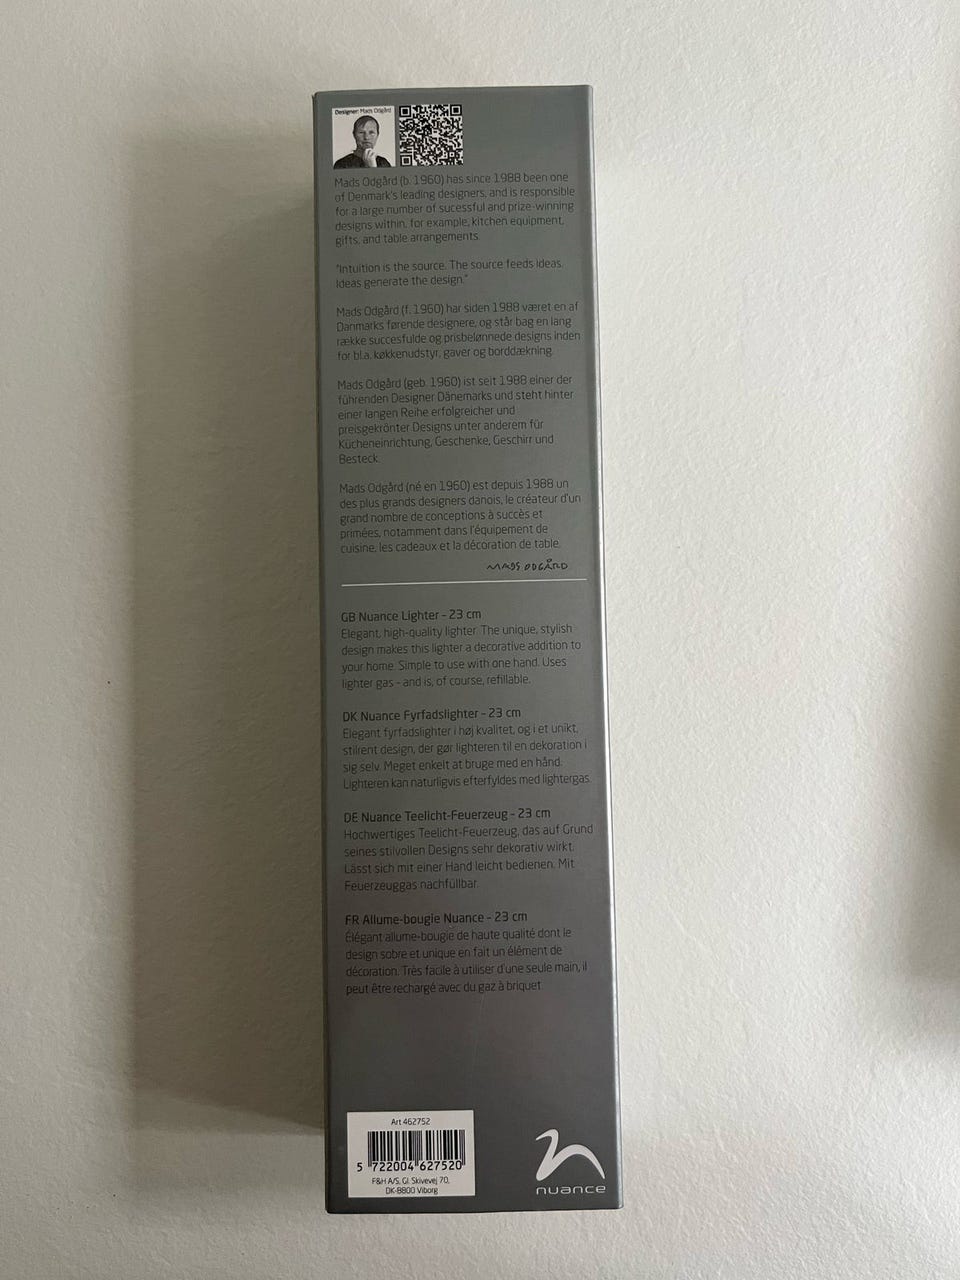 Designer: Mads Odgård
Mads Odgård (b. 1960) has since 1988 been one
of Denmark's leading designers, and is responsible
for a large number of sucessful and prize-winning
designs within, for example, kitchen equipment,
gifts, and table arrangements.
"Intuition is the source. The source feeds ideas.
Ideas generate the design."
Mads Odgård (f. 1960) har siden 1988 været en af
Danmarks førende designere, og står bag en lang
række succesfulde og prisbelønnede designs inden
for bl.a. køkkenudstyr, gaver og borddækning.
Mads Odgård (geb. 1960) ist seit 1988 einer der
führenden Designer Dänemarks und steht hinter
einer langen Reihe erfolgreicher und
preisgekrönter Designs unter anderem für
Kücheneinrichtung, Geschenke, Geschirr und
Besteck.
Mads Odgård (né en 1960) est depuis 1988 un
des plus grands designers danois, le créateur d'un
grand nombre de conceptions à succès et
primées, notamment dans l'équipement de
cuisine, les cadeaux et la décoration de table.
MADS ODGÅRD
GB Nuance Lighter - 23 cm
Elegant, high-quality lighter. The unique, stylish
design makes this lighter a decorative addition to
your home. Simple to use with one hand. Uses
lighter gas - and is, of course, refillable.
DK Nuance Fyrfadslighter - 23 cm
Elegant fyrfadslighter i høj kvalitet, og i et unikt,
stilrent design, der gør lighteren til en dekoration i
sig selv. Meget enkelt at bruge med en hånd.
Lighteren kan naturligvis efterfyldes med lightergas.
DE Nuance Teelicht-Feuerzeug - 23 cm
Hochwertiges Teelicht-Feuerzeug, das auf Grund
seines stilvollen Designs sehr dekorativ wirkt.
Lässt sich mit einer Hand leicht bedienen. Mit
Feuerzeuggas nachfüllbar.
FR Allume-bougie Nuance - 23 cm
Élégant allume-bougie de haute qualité dont le
design sobre et unique en fait un élément de
décoration. Très facile à utiliser d'une seule main, il
peut être rechargé avec du gaz à briquet
Art 462752
5 722004 627520
F&H A/S, Gl. Skivevej 70,
DK-8800 Viborg
nuance